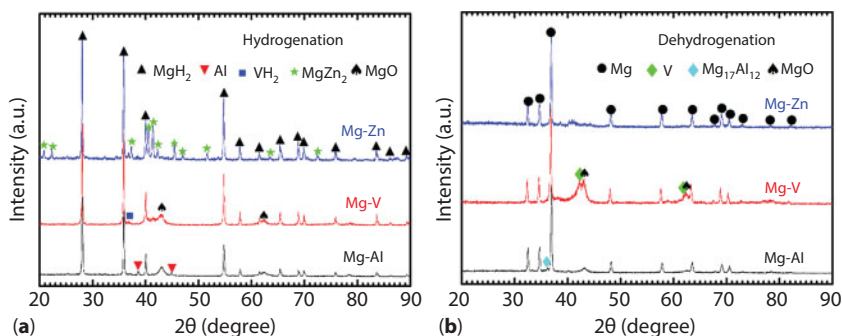 Hydrogenation
MgH2 Al VH2 MgZn2 MgO
Mg-Zn
Mg-V
Mg-Al
Intensity (a.u.)
20 30 40 50 60 70 80 90
2θ (degree)
(a)
Dehydrogenation
Mg V Mg17Al12 MgO
Mg-Zn
Mg-V
Mg-Al
Intensity (a.u.)
20 30 40 50 60 70 80 90
2θ (degree)
(b)